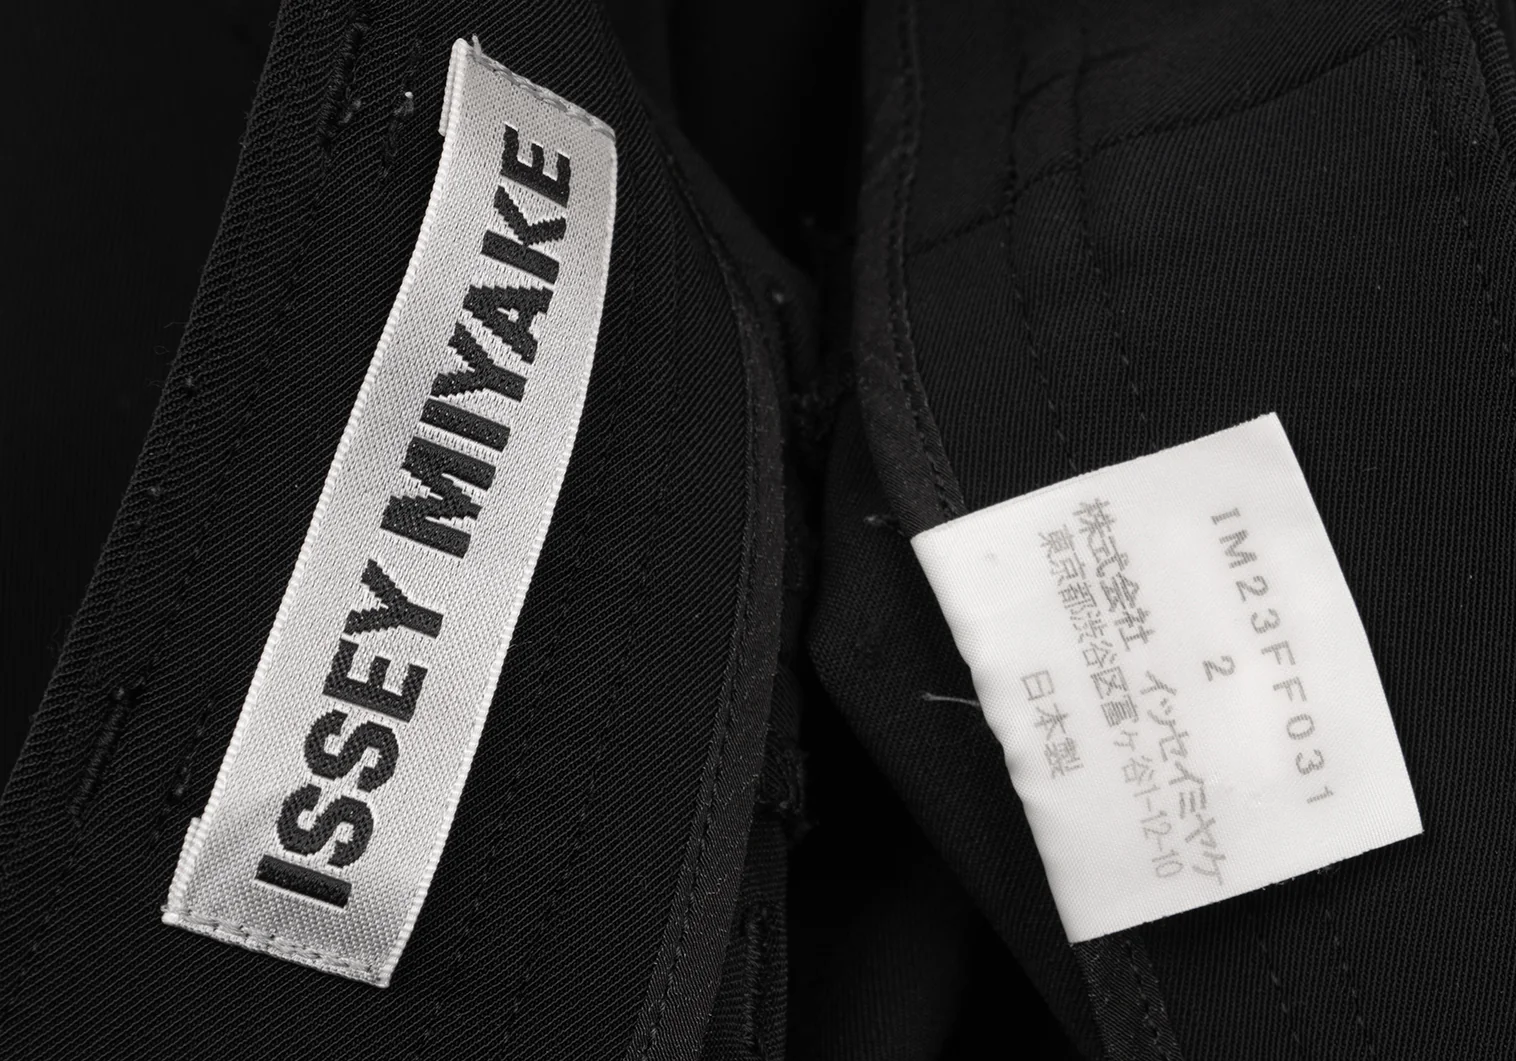 ISSEY MIYAKE
IM23FF031
2
株式会社 イッセイミヤケ
東京都渋谷区富ヶ谷1-12-10
日本製